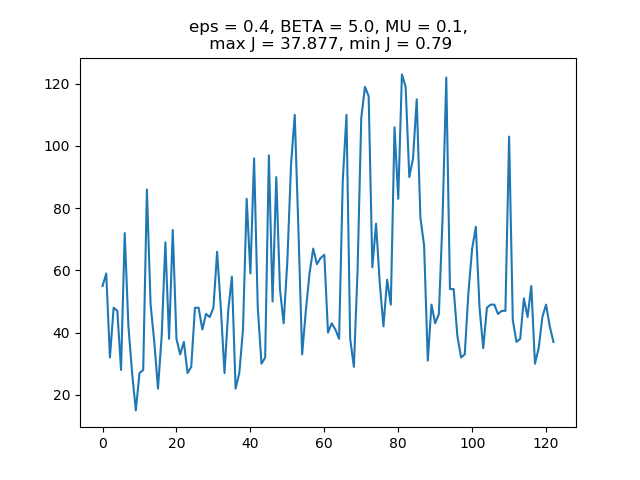 eps = 0.4, BETA = 5.0, MU = 0.1,
max J = 37.877, min J = 0.79
120
100
80
60
40
20
0 20 40 60 80 100 120